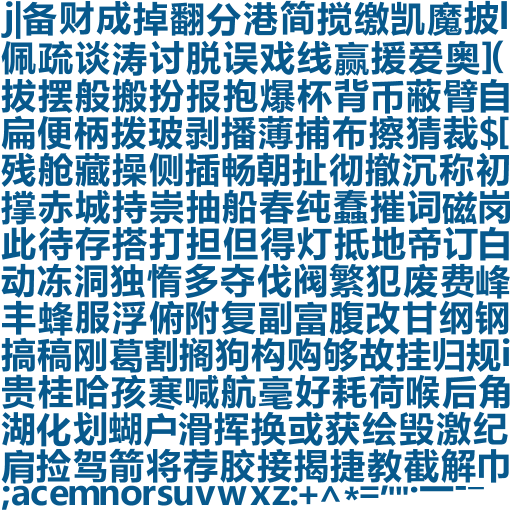 j|备财成掉翻分港简搅缴凯魔披l
佩疏谈涛讨脱误戏线赢援爱奥](
拔摆般搬扮报抱爆杯背币蔽臂自
扁便柄拨玻剥播薄捕布擦猜裁$[
残舱藏操侧插畅朝扯彻撤沉称初
撑赤城持崇抽船春纯蠢摧词磁岗
此待存搭打担但得灯抵地帝订白
动冻洞独惰多夺伐阀繁犯废费峰
丰蜂服浮俯附复副富腹改甘纲钢
搞稿刚葛割搁狗构购够故挂归规i
贵桂哈孩寒喊航毫好耗荷喉后角
湖化划蝴户滑挥换或获绘毁激纪
肩捡驾箭将荐胶接揭捷教截解巾
;acemnorsuvwxz:+^*=′"'·—-–